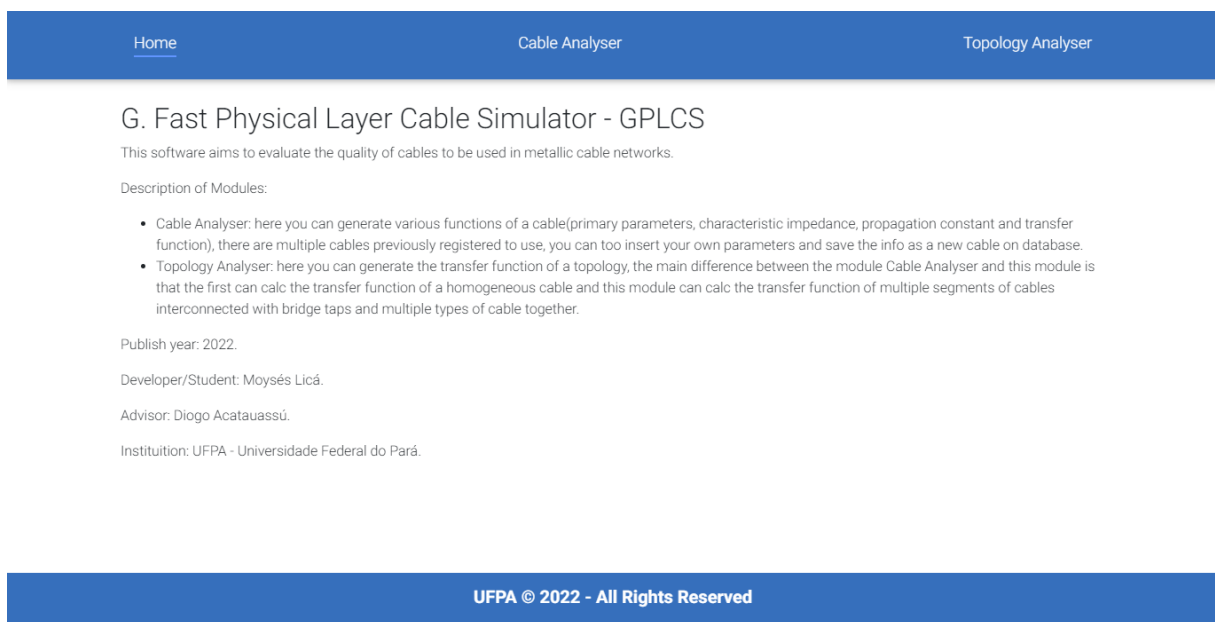 Home
Cable Analyser
Topology Analyser
G. Fast Physical Layer Cable Simulator - GPLCS
This software aims to evaluate the quality of cables to be used in metallic cable networks.
Description of Modules:
• Cable Analyser: here you can generate various functions of a cable(primary parameters, characteristic impedance, propagation constant and transfer
function), there are multiple cables previously registered to use, you can too insert your own parameters and save the info as a new cable on database.
• Topology Analyser: here you can generate the transfer function of a topology, the main difference between the module Cable Analyser and this module is
that the first can calc the transfer function of a homogeneous cable and this module can calc the transfer function of multiple segments of cables
interconnected with bridge taps and multiple types of cable together.
Publish year: 2022.
Developer/Student: Moysés Licá.
Advisor: Diogo Acatauassú.
Instituition: UFPA - Universidade Federal do Pará.
UFPA © 2022 - All Rights Reserved